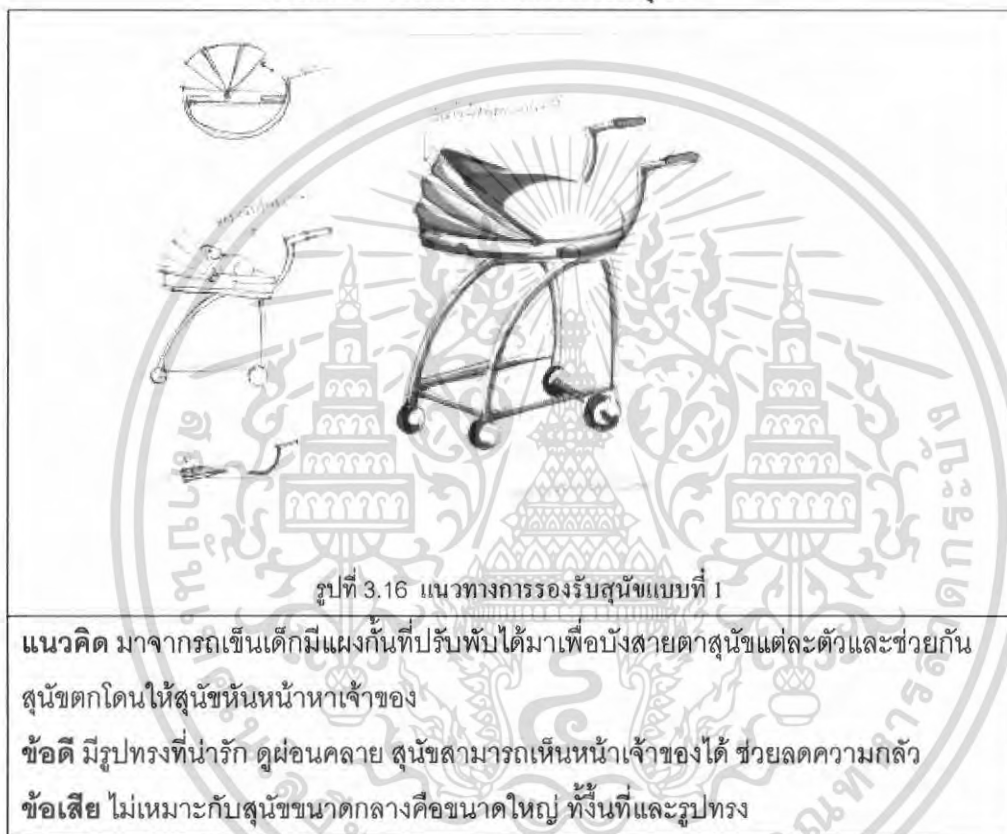 รูปที่ 3.16 แนวทางการรองรับสุนัขแบบที่ 1
แนวคิด มาจากรถเข็นเด็กมีแผงกั้นที่ปรับพับได้มาเพื่อบังสายตาสุนัขแต่ละตัวและช่วยกัน
สุนัขตกโดนให้สุนัขหันหน้าหาเจ้าของ
ข้อดี มีรูปทรงที่น่ารัก ดูผ่อนคลาย สุนัขสามารถเห็นหน้าเจ้าของได้ ช่วยลดความกลัว
ข้อเสีย ไม่เหมาะกับสุนัขขนาดกลางคือขนาดใหญ่ ทั้งื้นที่และรูปทรง